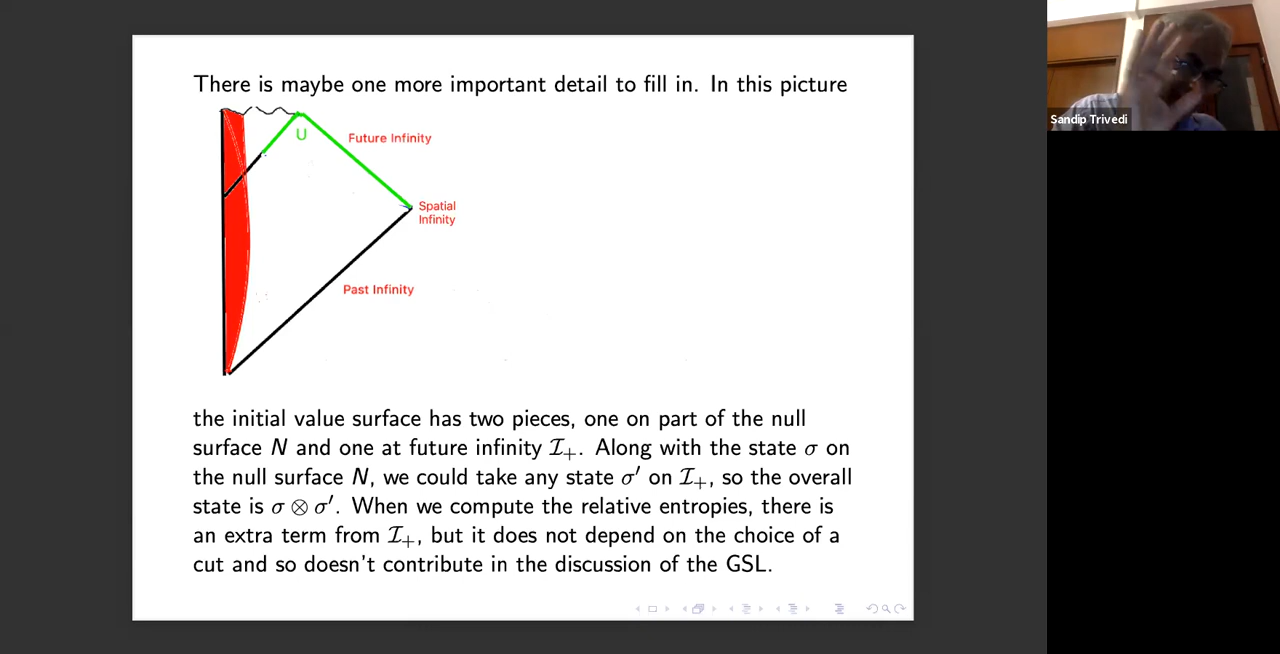 There is maybe one more important detail to fill in. In this picture
U
Future Infinity
Spatial
Infinity
Past Infinity
the initial value surface has two pieces, one on part of the null
surface N and one at future infinity ℐ₊. Along with the state σ on
the null surface N, we could take any state σ′ on ℐ₊, so the overall
state is σ ⊗ σ′. When we compute the relative entropies, there is
an extra term from ℐ₊, but it does not depend on the choice of a
cut and so doesn't contribute in the discussion of the GSL.
Sandip Trivedi